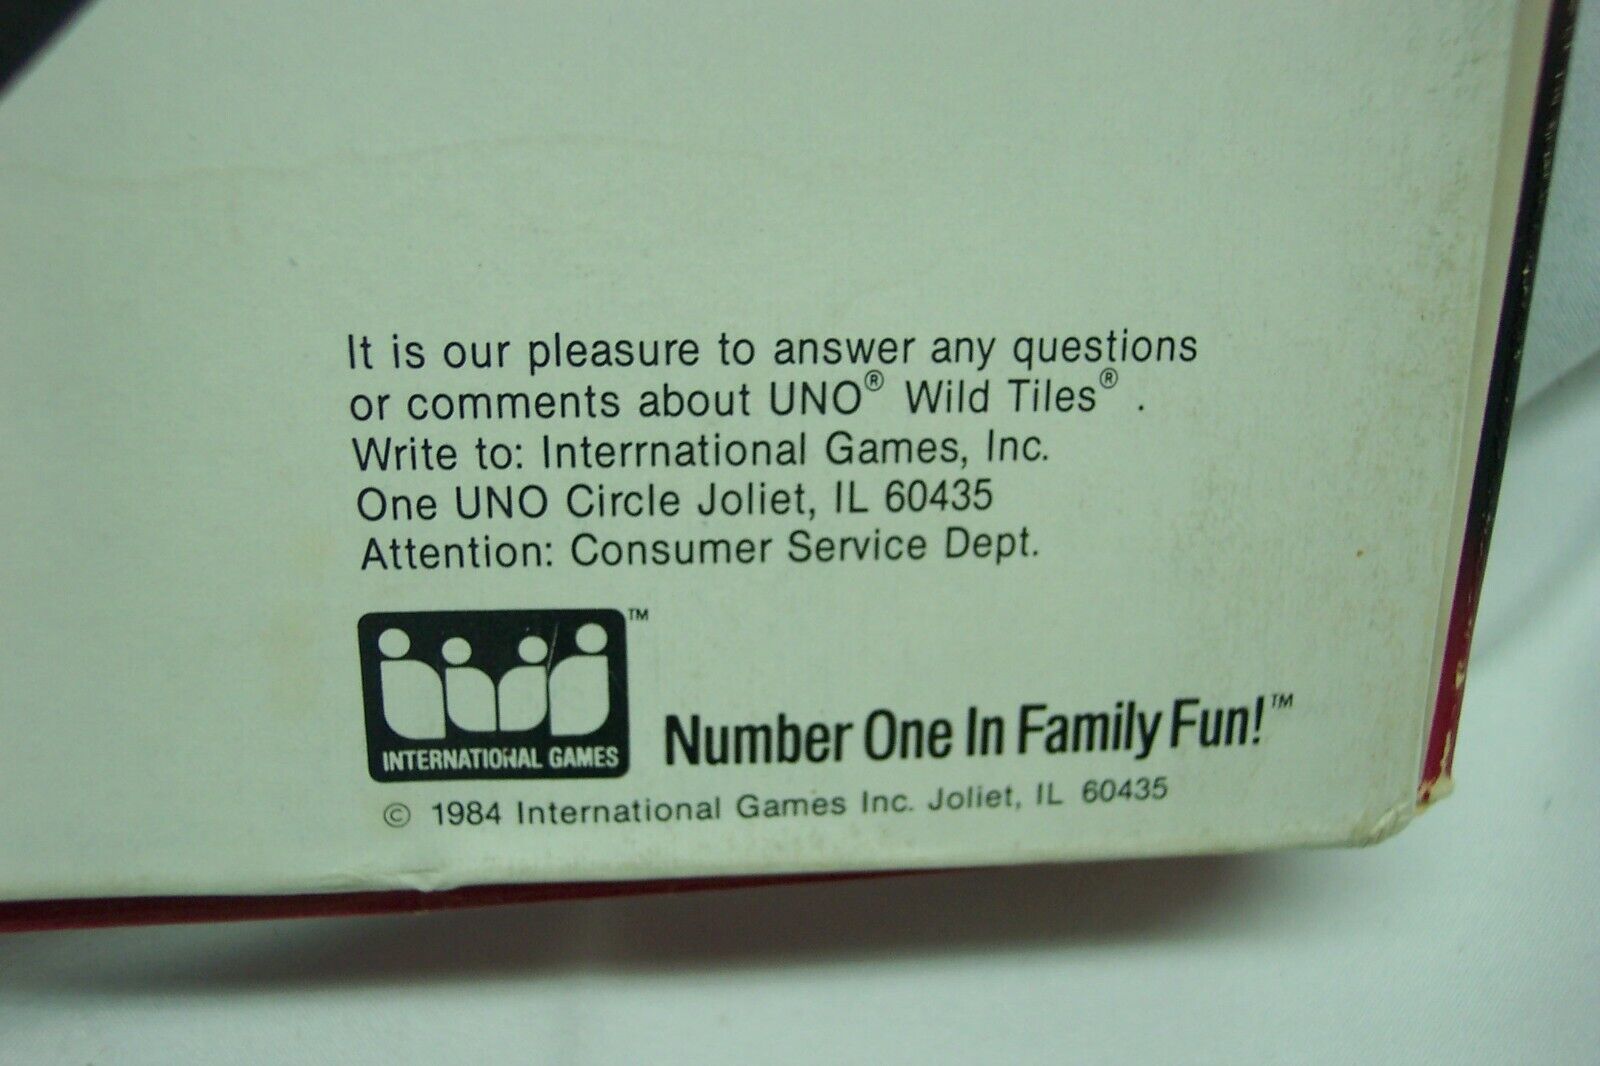 It is our pleasure to answer any questions
or comments about UNO® Wild Tiles® .
Write to: Interrnational Games, Inc.
One UNO Circle Joliet, IL 60435
Attention: Consumer Service Dept.
TM
INTERNATIONAL GAMES
Number One In Family Fun!™
© 1984 International Games Inc. Joliet, IL 60435